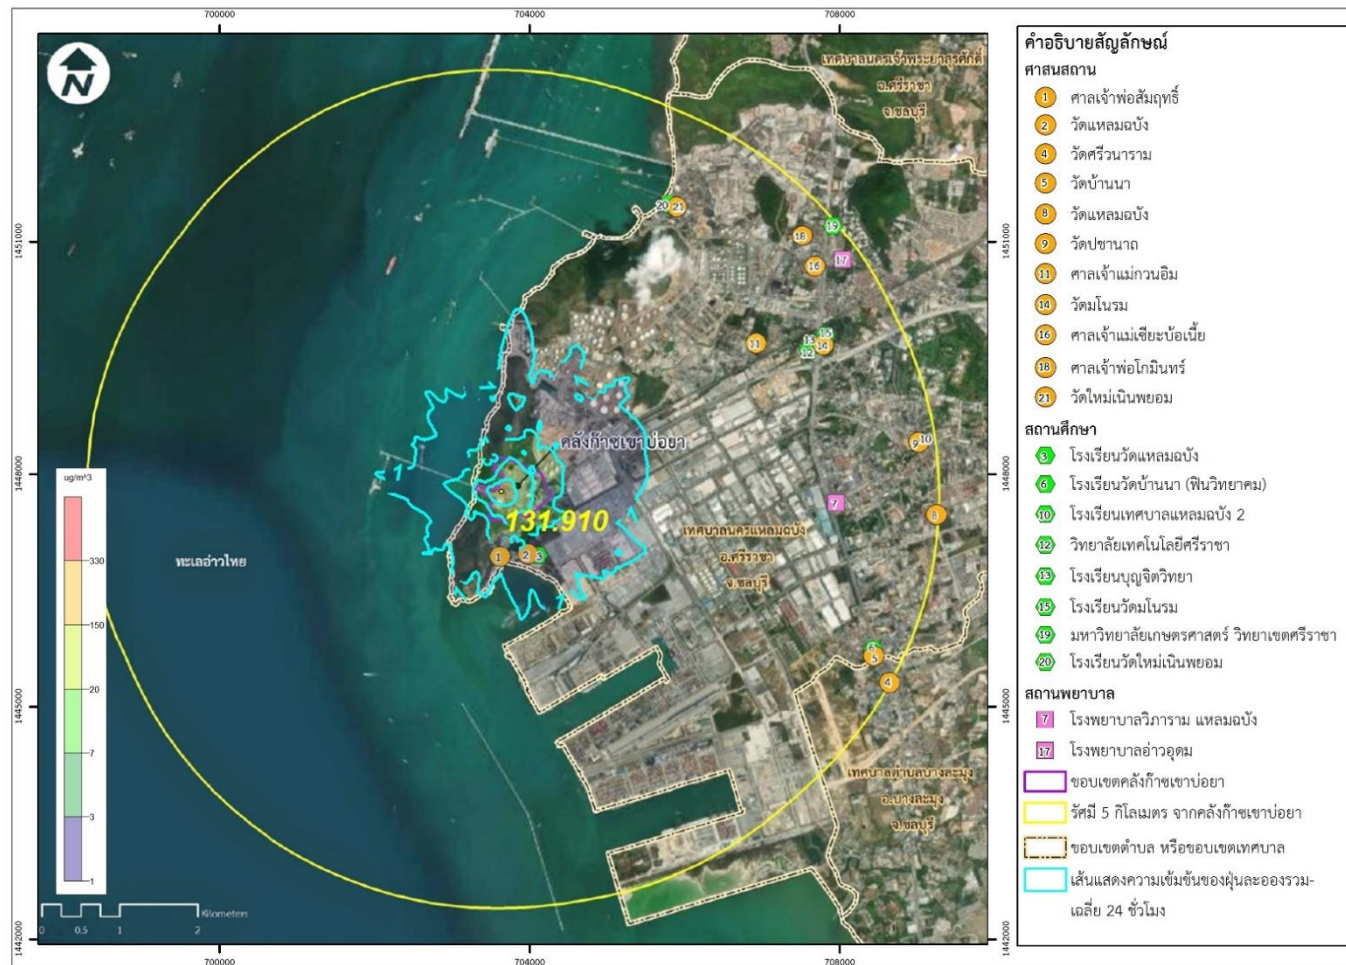 700000
704000
708000
N
เทศบาลนครเจ้าพระยาสุรศักดิ์
อ.ศรีราชา
จ.ชลบุรี
1451000
1451000
20
21
19
18
17
16
15
13
16
12
11
คลังก๊าซเขาบ่อยา
1448000
1448000
9
10
7
8
131.910
1
2
3
เทศบาลนครแหลมฉบัง
อ.ศรีราชา
จ.ชลบุรี
ทะเลอ่าวไทย
6
5
4
1445000
1445000
เทศบาลตำบลบางละมุง
อ.บางละมุง
จ.ชลบุรี
ug/m^3
330
150
20
7
3
1
Kilometers
0 0.5 1 2
1442000
1442000
700000
704000
708000
คำอธิบายสัญลักษณ์
ศาสนสถาน
1 ศาลเจ้าพ่อสัมฤทธิ์
2 วัดแหลมฉบัง
4 วัดศรีวนาราม
5 วัดบ้านนา
8 วัดแหลมฉบัง
9 วัดปชานาถ
11 ศาลเจ้าแม่กวนอิม
14 วัดมโนรม
16 ศาลเจ้าแม่เซียะบ้อเนี้ย
18 ศาลเจ้าพ่อโกมินทร์
21 วัดใหม่เนินพยอม
สถานศึกษา
3 โรงเรียนวัดแหลมฉบัง
6 โรงเรียนวัดบ้านนา (ฟินวิทยาคม)
10 โรงเรียนเทศบาลแหลมฉบัง 2
12 วิทยาลัยเทคโนโลยีศรีราชา
13 โรงเรียนบุญจิตวิทยา
15 โรงเรียนวัดมโนรม
19 มหาวิทยาลัยเกษตรศาสตร์ วิทยาเขตศรีราชา
20 โรงเรียนวัดใหม่เนินพยอม
สถานพยาบาล
7 โรงพยาบาลวิภาราม แหลมฉบัง
17 โรงพยาบาลอ่าวอุดม
ขอบเขตคลังก๊าซเขาบ่อยา
รัศมี 5 กิโลเมตร จากคลังก๊าซเขาบ่อยา
ขอบเขตตำบล หรือขอบเขตเทศบาล
เส้นแสดงความเข้มข้นของฝุ่นละอองรวม-
เฉลี่ย 24 ชั่วโมง